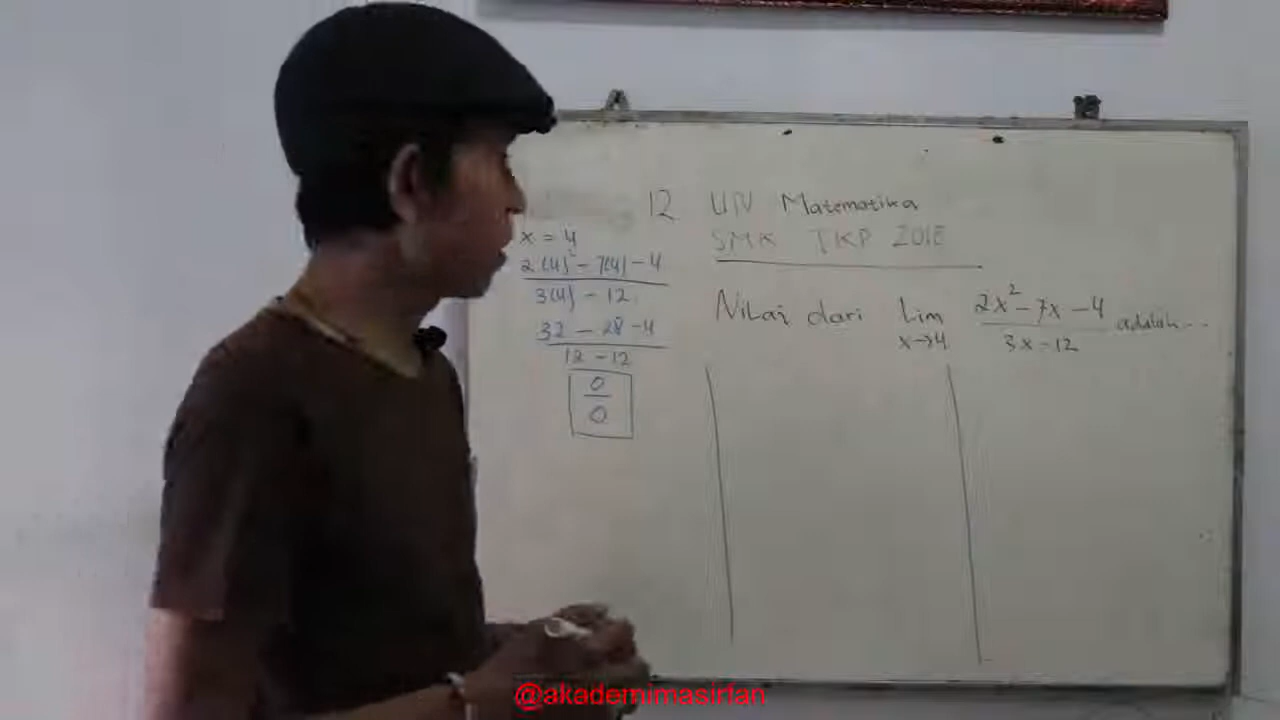 12 UN Matematika
SMK TKP 2018
x = 4
2(4)² - 7(4) - 4
3(4) - 12
32 - 28 - 4
12 - 12
0
0
Nilai dari Lim x→4 2x² - 7x - 4 / 3x - 12 adalah...
@akademimasirfan